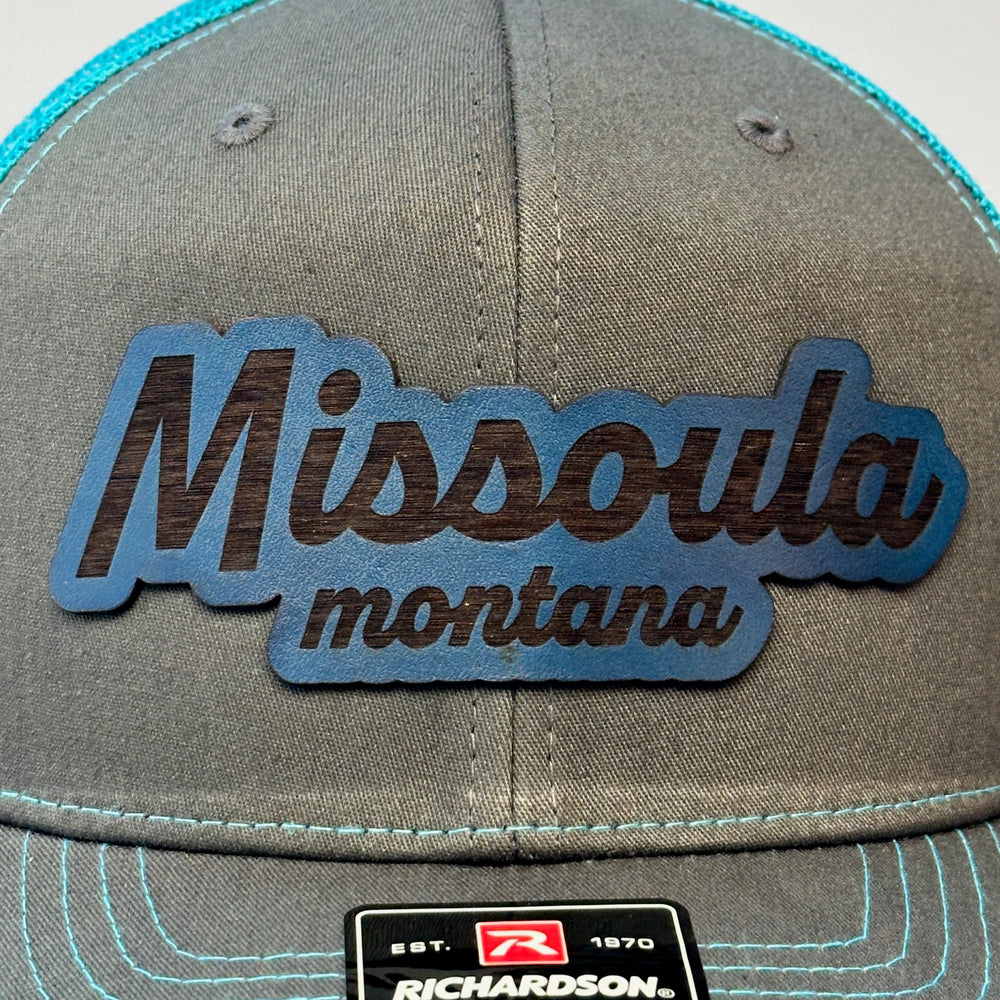 Missoula
montana
EST. R 1970
RICHARDSON®